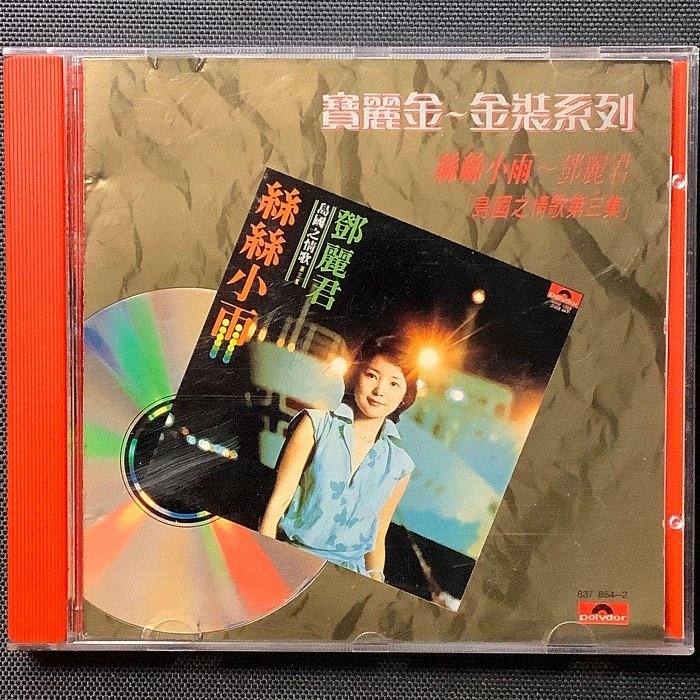 寶麗金～金裝系列
絲絲小雨～鄧麗君
「島國之情歌第三集」
鄧麗君
島國之情歌第三集
絲絲小雨
polydor
837 854-2
polydor